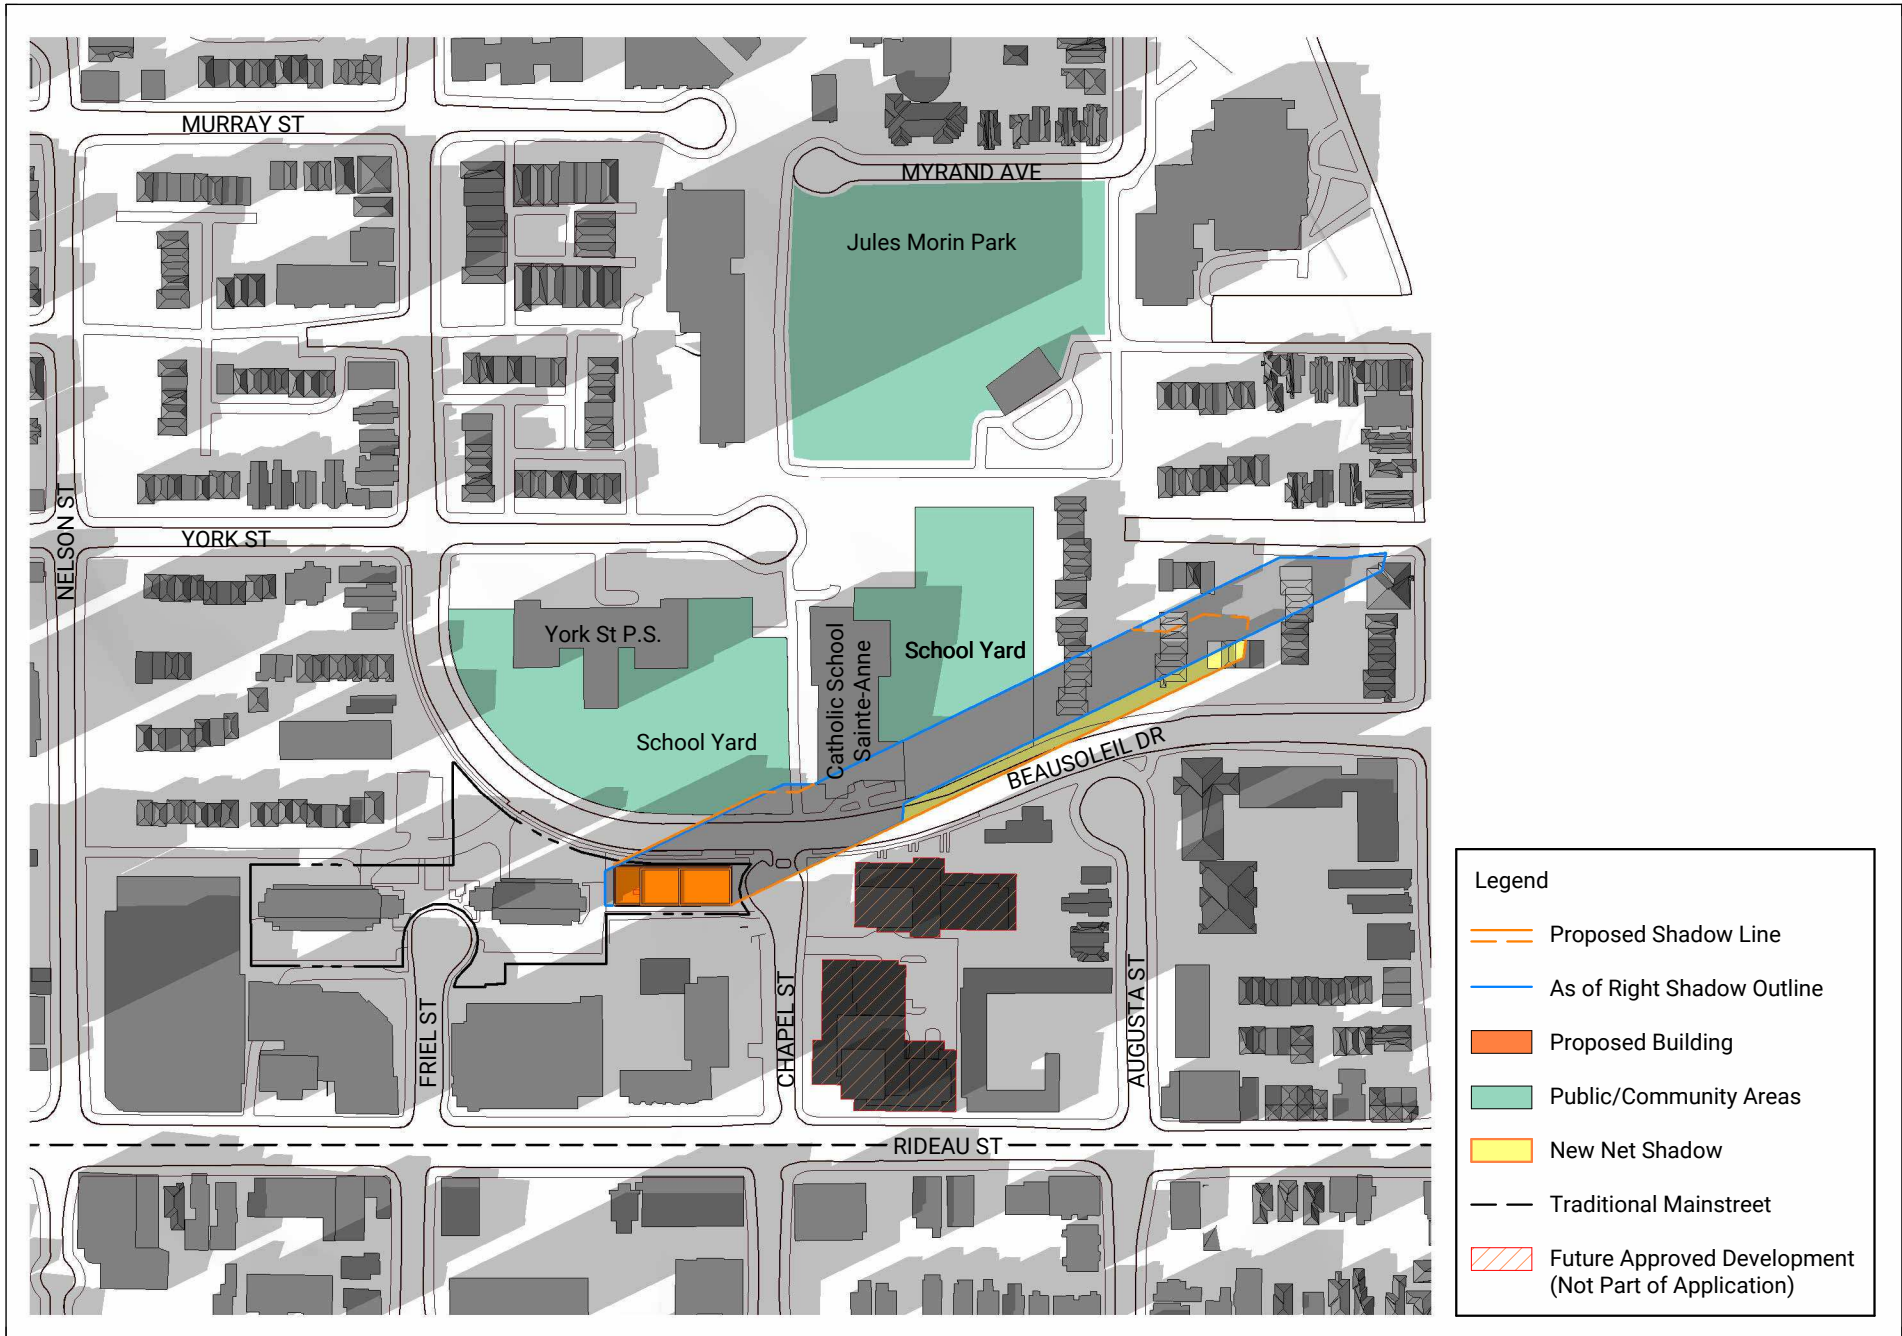 MURRAY ST
MYRAND AVE
Jules Morin Park
NELSON ST
YORK ST
York St P.S.
School Yard
Catholic School
Sainte-Anne
School Yard
BEAUSOLEIL DR
FRIEL ST
CHAPEL ST
AUGUSTA ST
RIDEAU ST
Legend
Proposed Shadow Line
As of Right Shadow Outline
Proposed Building
Public/Community Areas
New Net Shadow
Traditional Mainstreet
Future Approved Development
(Not Part of Application)